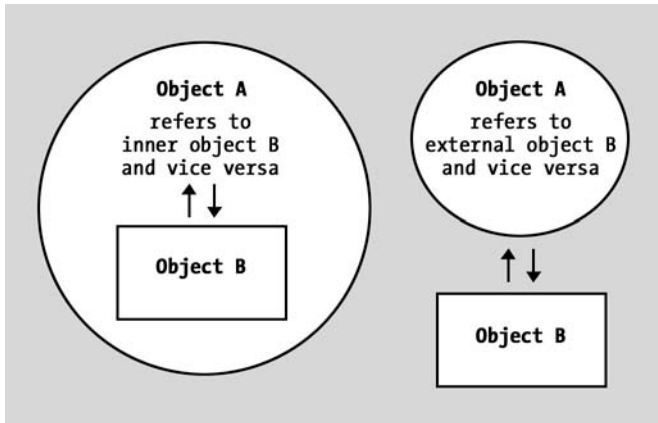 Object A
refers to
inner object B
and vice versa
Object B
Object A
refers to
external object B
and vice versa
Object B